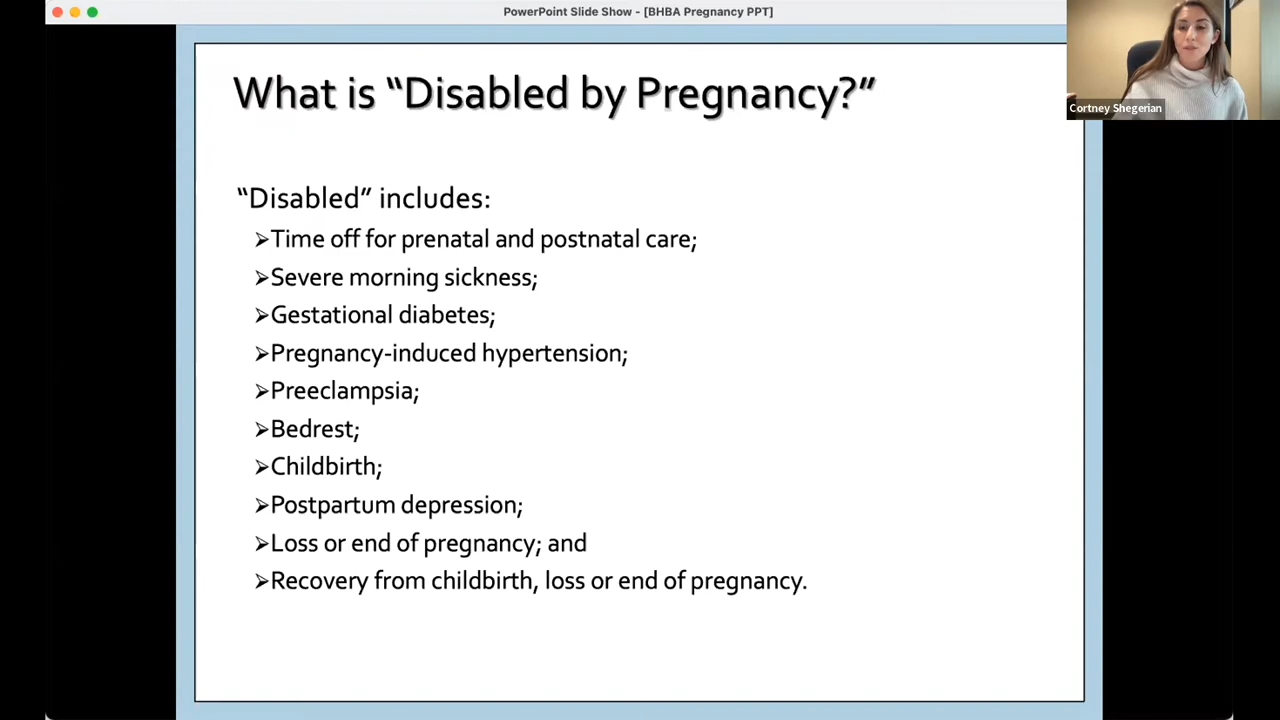 PowerPoint Slide Show - [BHBA Pregnancy PPT]
Cortney Shegerian
What is “Disabled by Pregnancy?”
“Disabled” includes:
➢Time off for prenatal and postnatal care;
➢Severe morning sickness;
➢Gestational diabetes;
➢Pregnancy-induced hypertension;
➢Preeclampsia;
➢Bedrest;
➢Childbirth;
➢Postpartum depression;
➢Loss or end of pregnancy; and
➢Recovery from childbirth, loss or end of pregnancy.